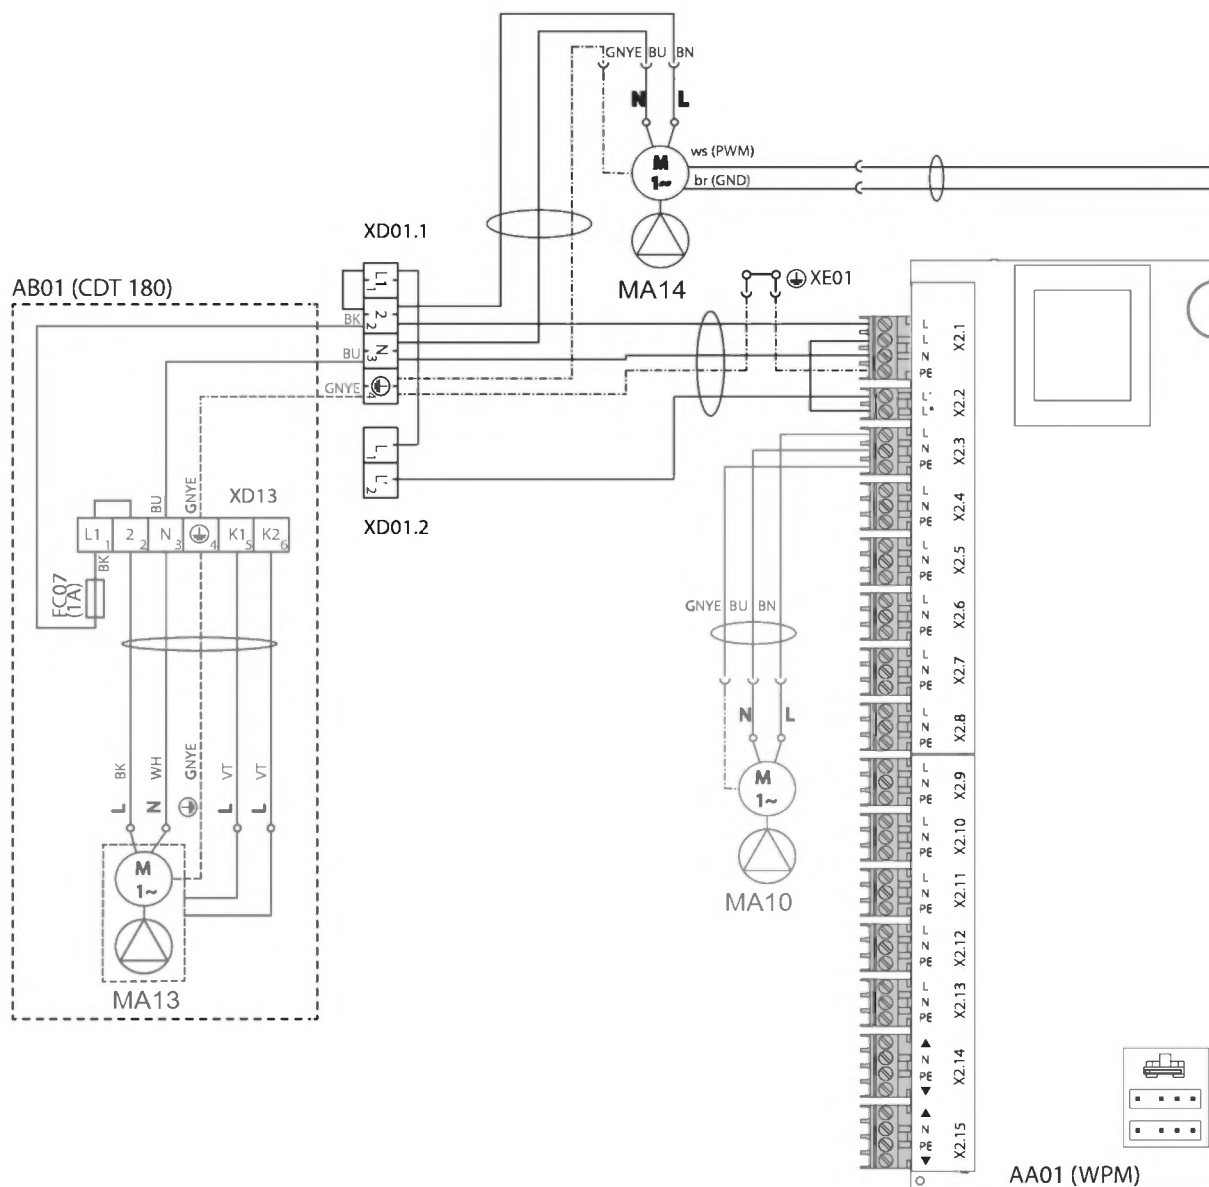 GNYE BU BN
N L
M
1~
ws (PWM)
br (GND)
MA14
XD01.1
L1
1
2
2
N
3
4
BK
BU
GNYE
L
1
L'
2
XD01.2
XE01
AB01 (CDT 180)
BU
GNYE
XD13
L1 1
2 2
N 3
4
K1 5
K2 6
BK
FC07
(1A)
BK
WH
GNYE
VT
VT
L
N
L
L
M
1~
MA13
GNYE BU BN
N L
M
1~
MA10
L
L
N
PE
X2.1
L'
L*
X2.2
L
N
PE
X2.3
L
N
PE
X2.4
L
N
PE
X2.5
L
N
PE
X2.6
L
N
PE
X2.7
L
N
PE
X2.8
L
N
PE
X2.9
L
N
PE
X2.10
L
N
PE
X2.11
L
N
PE
X2.12
L
N
PE
X2.13
▲
N
PE
▼
X2.14
▲
N
PE
▼
X2.15
AA01 (WPM)